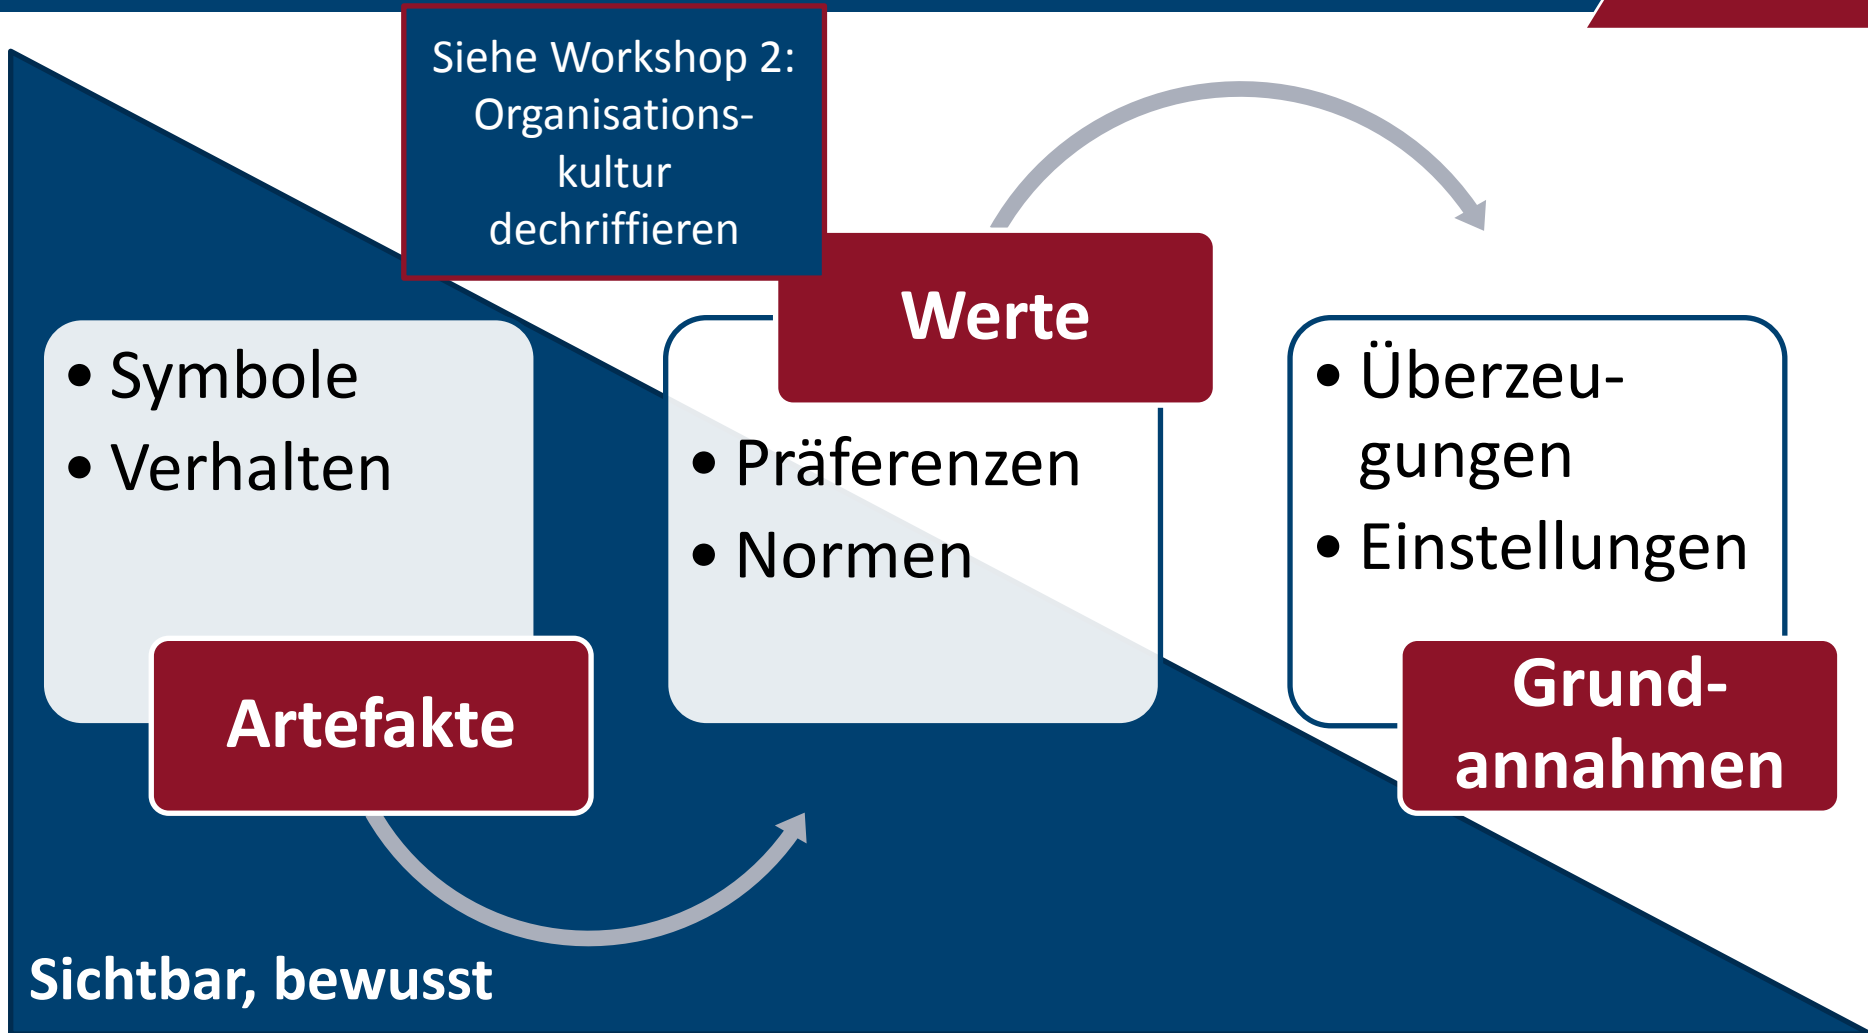 Siehe Workshop 2:
Organisations-
kultur
dechriffieren
• Symbole
• Verhalten
Artefakte
Werte
• Präferenzen
• Normen
• Überzeu-
gungen
• Einstellungen
Grund-
annahmen
Sichtbar, bewusst